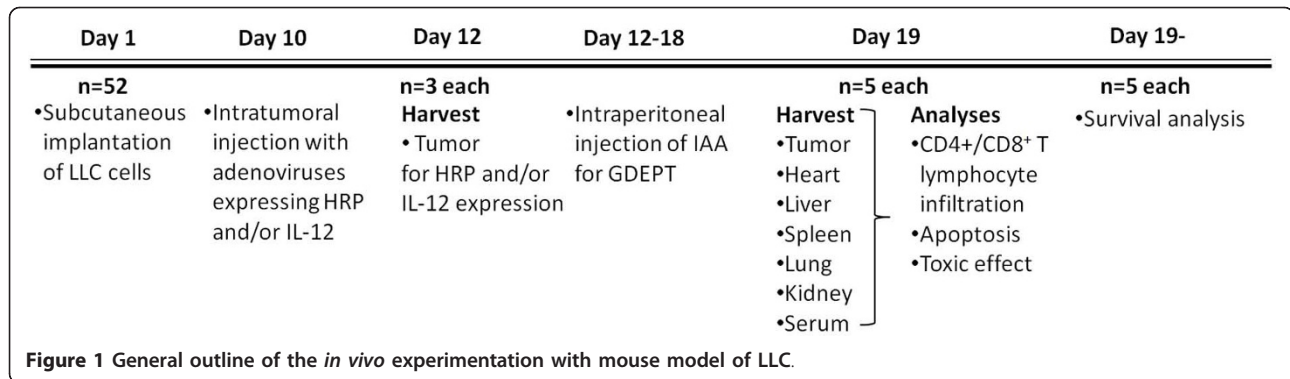 Day 1
Day 10
Day 12
Day 12-18
Day 19
Day 19-
n=52
•Subcutaneous
implantation
of LLC cells
•Intratumoral
injection with
adenoviruses
expressing HRP
and/or IL-12
n=3 each
Harvest
• Tumor
for HRP and/or
IL-12 expression
•Intraperitoneal
injection of IAA
for GDEPT
n=5 each
Harvest
•Tumor
•Heart
•Liver
•Spleen
•Lung
•Kidney
•Serum
Analyses
•CD4+/CD8⁺ T
lymphocyte
infiltration
•Apoptosis
•Toxic effect
n=5 each
•Survival analysis
Figure 1 General outline of the in vivo experimentation with mouse model of LLC.